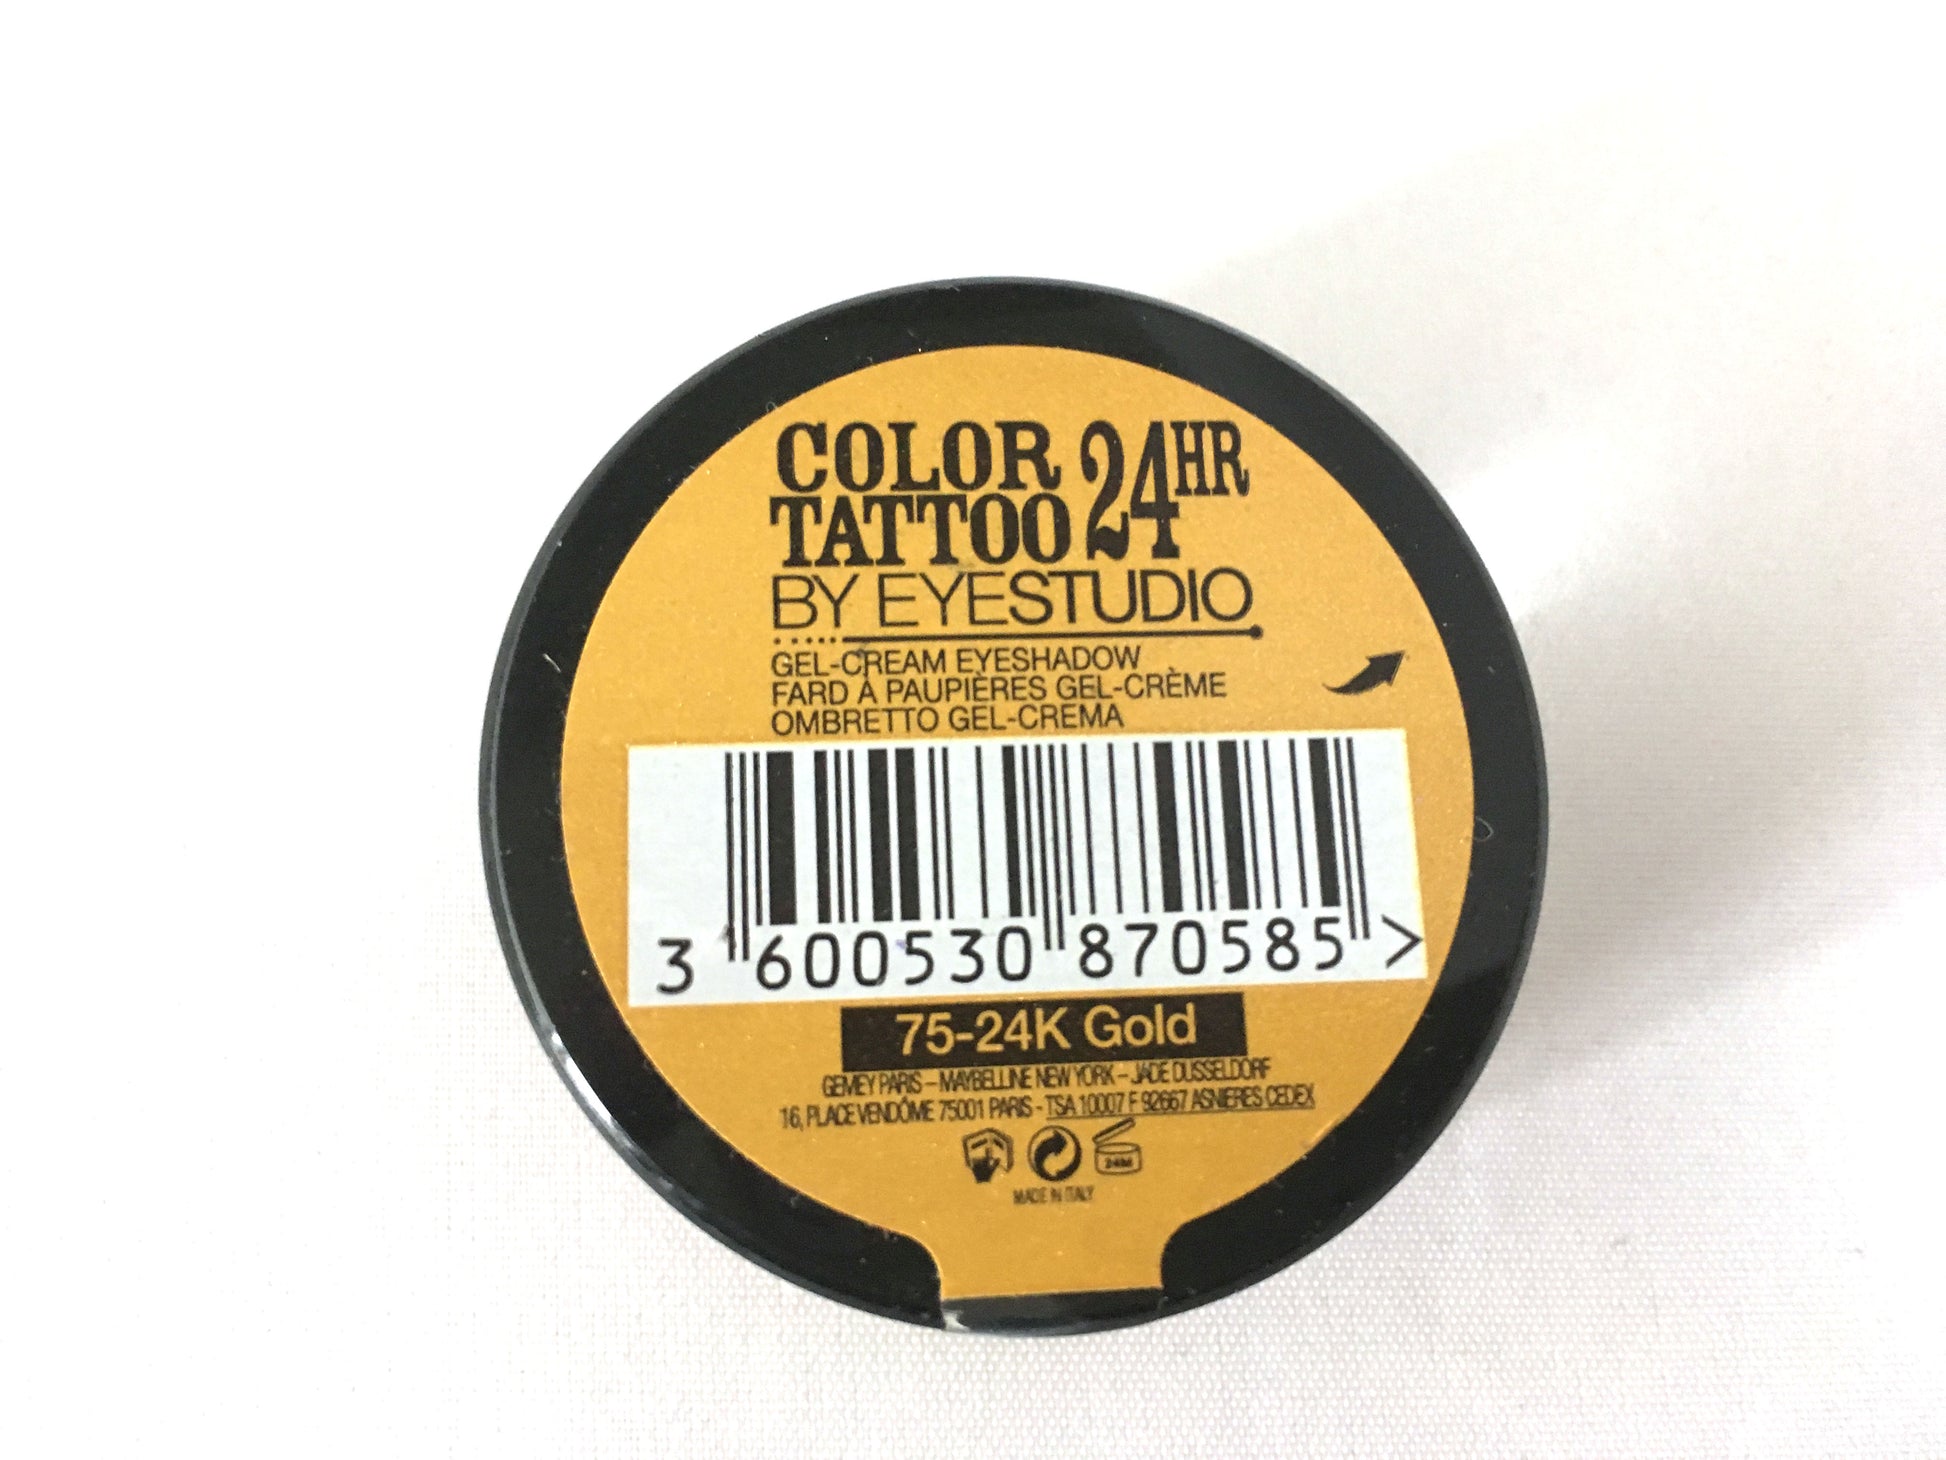 COLOR 24HR
TATTOO
BY EYESTUDIO
GEL-CREAM EYESHADOW
FARD À PAUPIÈRES GEL-CRÈME
OMBRETTO GEL-CREMA
3 600530 870585 >
75-24K Gold
GEMEY PARIS – MAYBELLINE NEW YORK – JADE DUSSELDORF
16, PLACE VENDÔME 75001 PARIS - TSA 10007 F 92667 ASNIERES CEDEX
24M
MADE IN ITALY